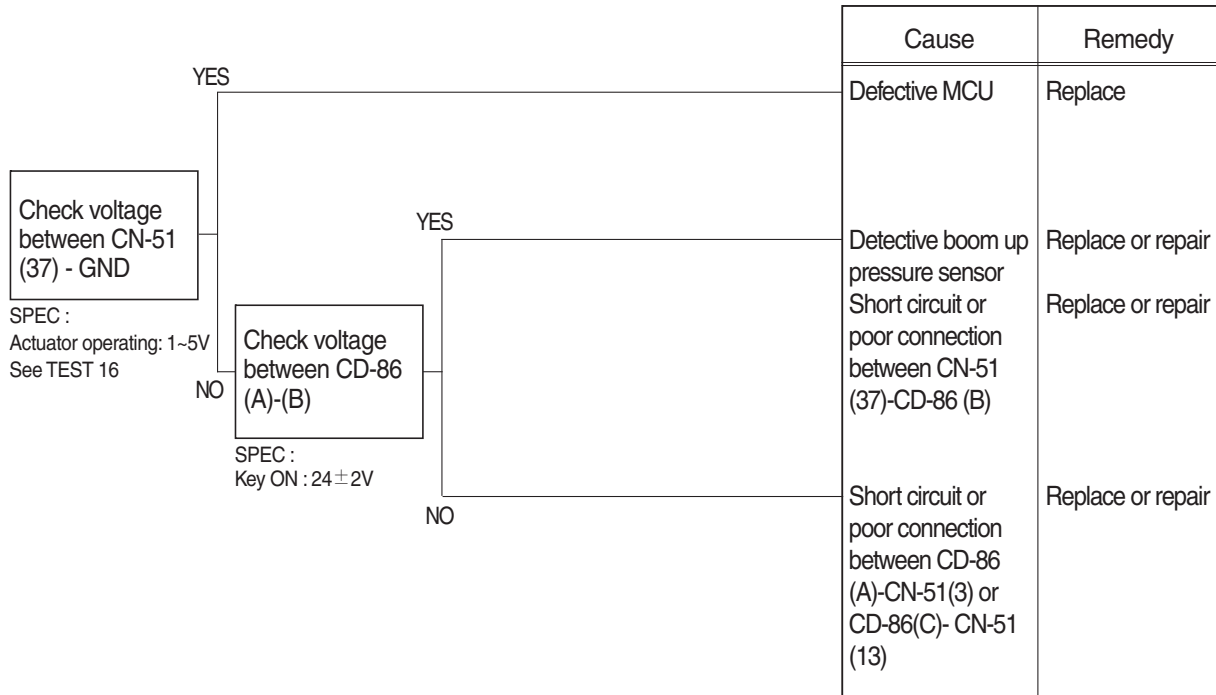 Cause
Remedy
YES
Defective MCU
Replace
Check voltage
between CN-51
(37) - GND
SPEC :
Actuator operating: 1~5V
See TEST 16
NO
YES
Detective boom up
pressure sensor
Replace or repair
Short circuit or
poor connection
between CN-51
(37)-CD-86 (B)
Replace or repair
Check voltage
between CD-86
(A)-(B)
SPEC :
Key ON : 24±2V
NO
Short circuit or
poor connection
between CD-86
(A)-CN-51(3) or
CD-86(C)- CN-51
(13)
Replace or repair